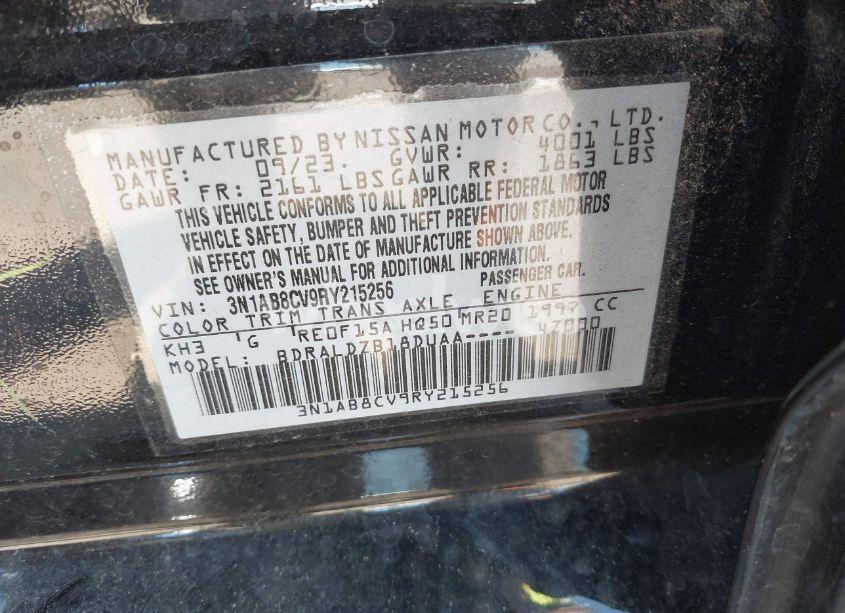 MANUFACTURED BY NISSAN MOTOR CO., LTD.
DATE: 09/23. GVWR: 4001 LBS
GAWR FR: 2161 LBS GAWR RR: 1863 LBS
THIS VEHICLE CONFORMS TO ALL APPLICABLE FEDERAL MOTOR
VEHICLE SAFETY, BUMPER AND THEFT PREVENTION STANDARDS
IN EFFECT ON THE DATE OF MANUFACTURE SHOWN ABOVE.
SEE OWNER'S MANUAL FOR ADDITIONAL INFORMATION.
VIN: 3N1AB8CV9RY215256 PASSENGER CAR.
COLOR TRIM TRANS AXLE ENGINE
KH3 G RE0F15A HQ50 MR20 1997 CC
MODEL: BDRALDZB18DUAA---- 47000
3N1AB8CV9RY215256